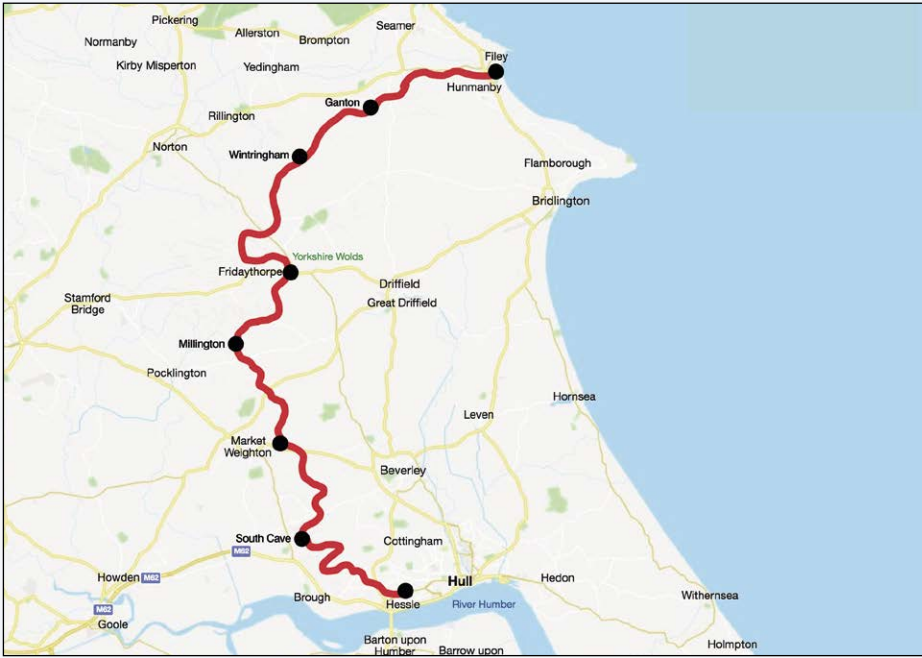 Pickering
Seamer
Allerston
Normanby
Brompton
Filey
Kirby Misperton
Yedingham
Hunmanby
Ganton
Rillington
Norton
Wintringham
Flamborough
Bridlington
Yorkshire Wolds
Fridaythorpe
Driffield
Stamford
Bridge
Great Driffield
Millington
Pocklington
Hornsea
Leven
Market
Weighton
Beverley
South Cave
Cottingham
M62
Howden
M62
Hull
Hedon
Brough
Hessle
River Humber
Withernsea
M62
Goole
Barton upon
Humber
Barrow upon
Holmpton